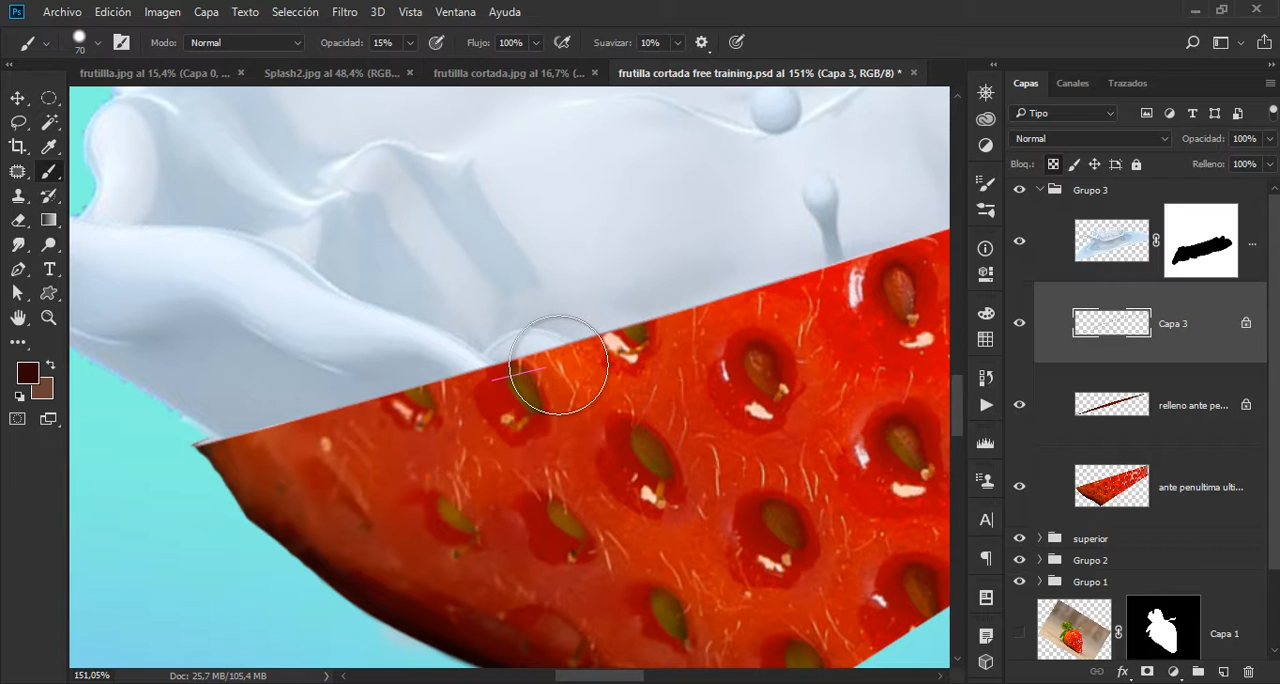 Ps Archivo Edición Imagen Capa Texto Selección Filtro 3D Vista Ventana Ayuda
70 Modo: Normal Opacidad: 15% Flujo: 100% Suavizar: 10%
frutillla.jpg al 15,4% (Capa 0, ... × Splash2.jpg al 48,4% (RGB... × frutillla cortada.jpg al 16,7% (... × frutilla cortada free training.psd al 151% (Capa 3, RGB/8) * ×
Capas Canales Trazados
Tipo
Normal Opacidad: 100%
Bloq.: Relleno: 100%
Grupo 3
...
Capa 3
relleno ante pe...
ante penultima ulti...
superior
Grupo 2
Grupo 1
Capa 1
151,05% Doc: 25,7 MB/105,4 MB